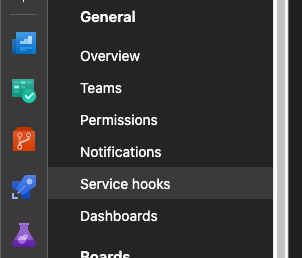 General
Overview
Teams
Permissions
Notifications
Service hooks
Dashboards
Boards